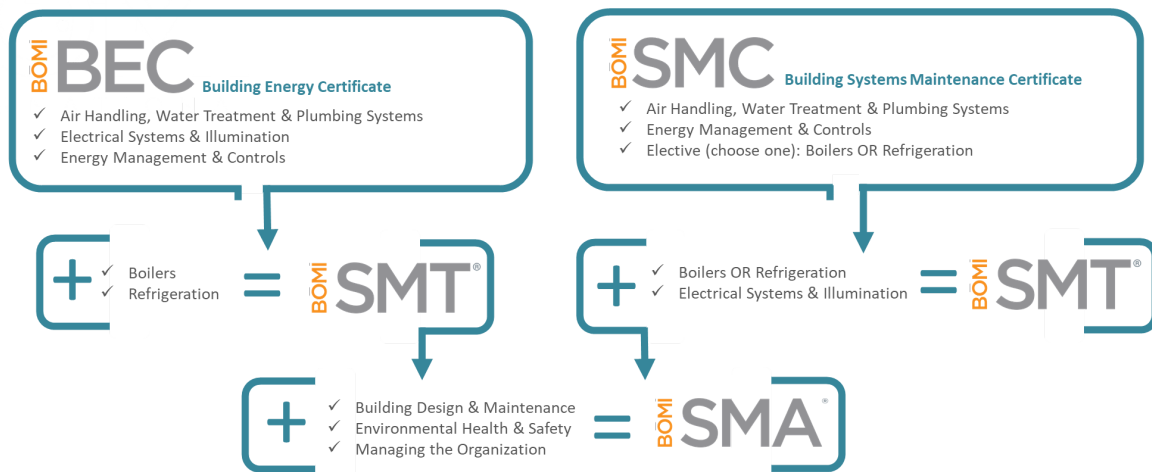 BOMI BEC Building Energy Certificate
✓ Air Handling, Water Treatment & Plumbing Systems
✓ Electrical Systems & Illumination
✓ Energy Management & Controls
BOMI SMC Building Systems Maintenance Certificate
✓ Air Handling, Water Treatment & Plumbing Systems
✓ Energy Management & Controls
✓ Elective (choose one): Boilers OR Refrigeration
+
✓ Boilers
✓ Refrigeration
=
BŌMI SMT®
+
✓ Boilers OR Refrigeration
✓ Electrical Systems & Illumination
=
BŌMI SMT®
+
✓ Building Design & Maintenance
✓ Environmental Health & Safety
✓ Managing the Organization
=
BŌMI SMA®